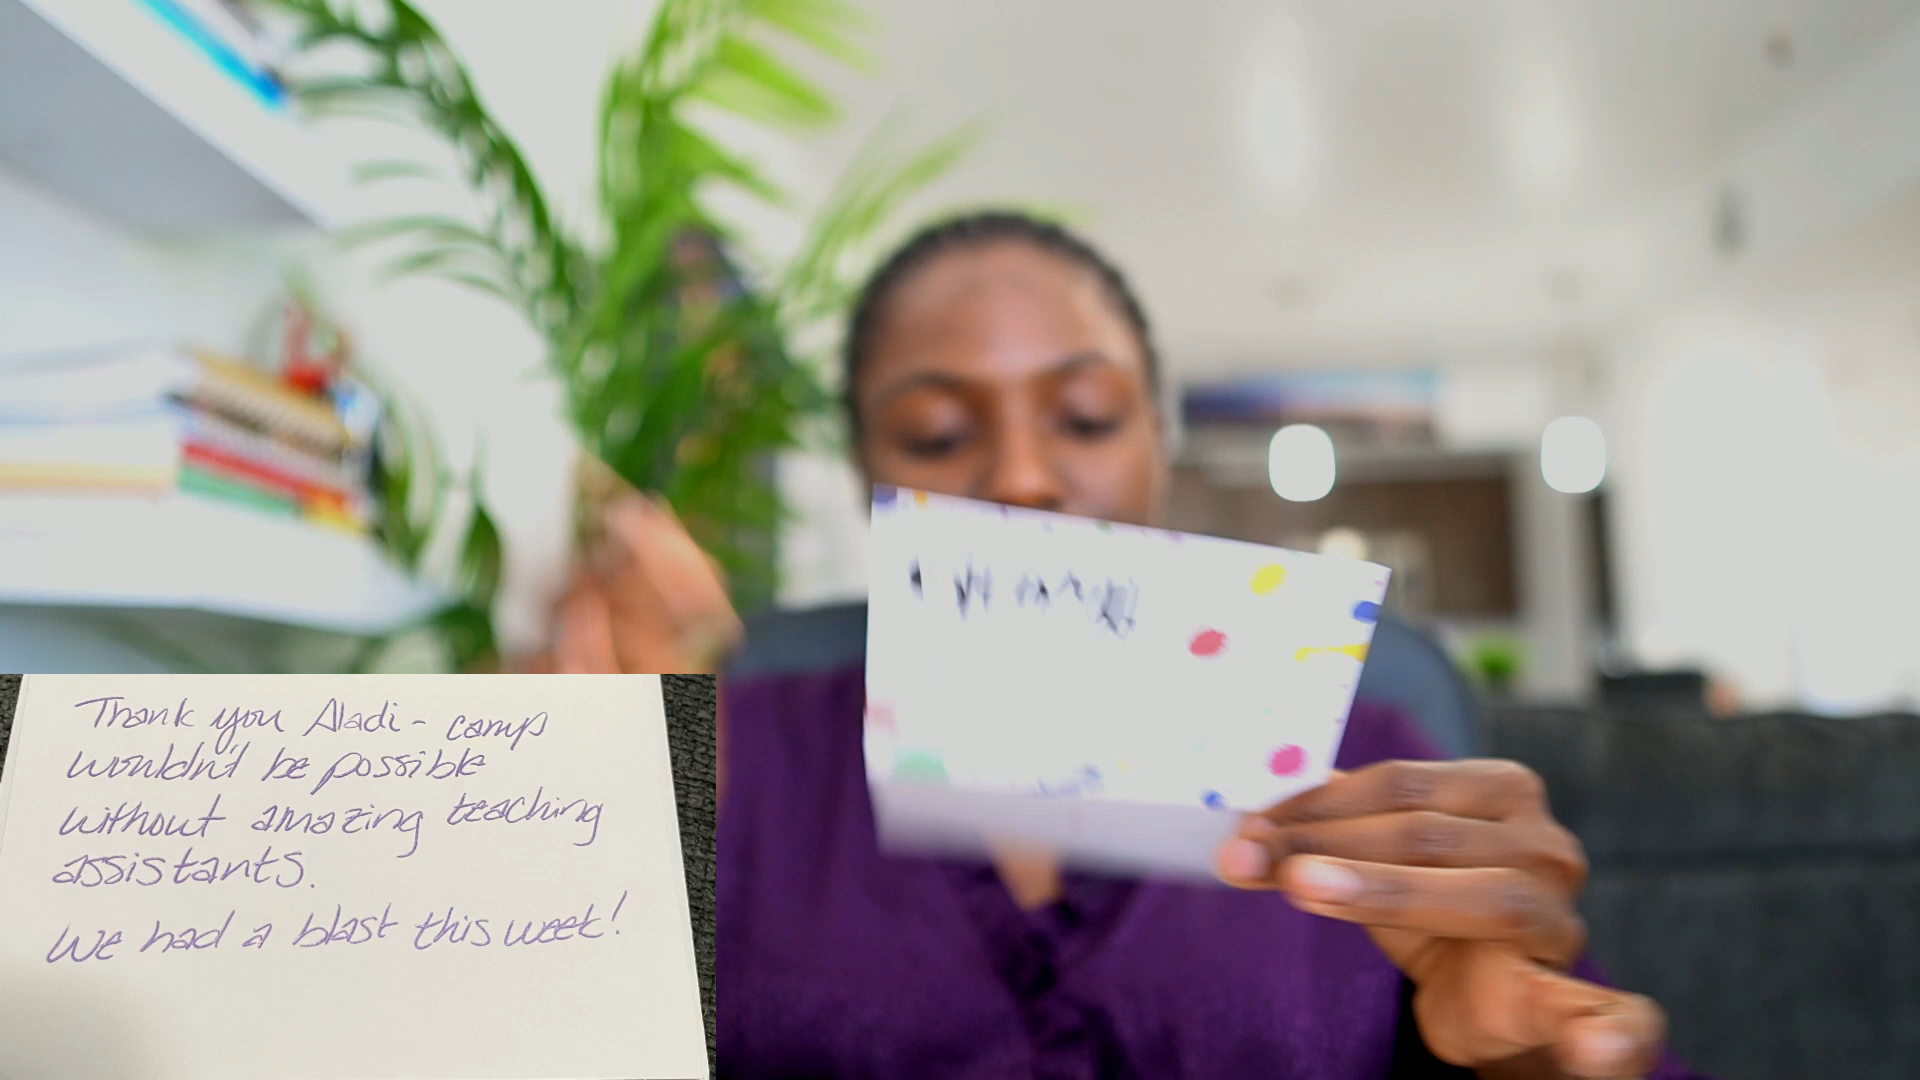 Thank you Aladi - camp
wouldn't be possible
without amazing teaching
assistants.
We had a blast this week!